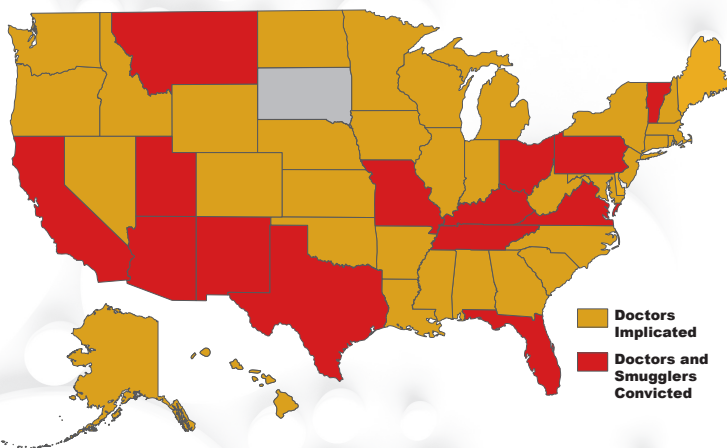 Doctors
Implicated
Doctors and
Smugglers
Convicted